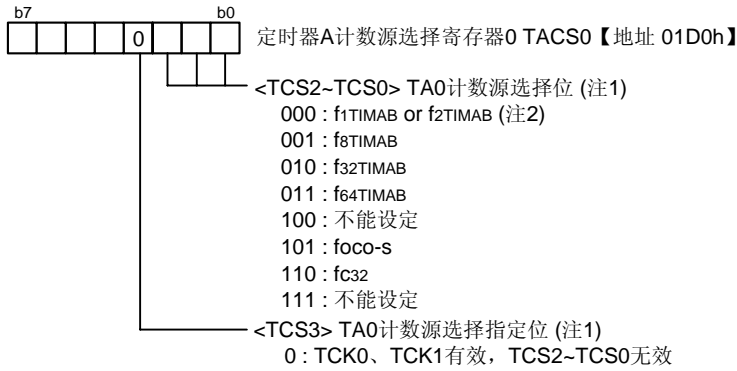 b7 b0
0 定时器A计数源选择寄存器0 TACS0【地址 01D0h】
<TCS2~TCS0> TA0计数源选择位 (注1)
000 : f1TIMAB or f2TIMAB (注2)
001 : f8TIMAB
010 : f32TIMAB
011 : f64TIMAB
100 : 不能设定
101 : foco-s
110 : fc32
111 : 不能设定
<TCS3> TA0计数源选择指定位 (注1)
0 : TCK0、TCK1有效，TCS2~TCS0无效